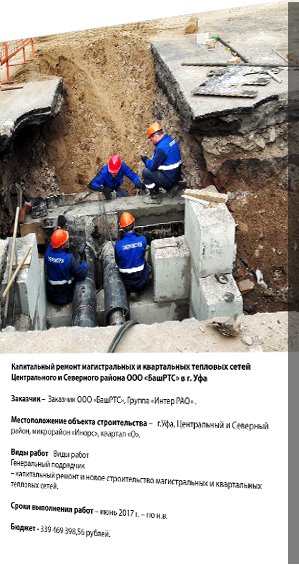 Капитальный ремонт магистральных и квартальных тепловых сетей
Центрального и Северного района ООО «БашРТС» в г. Уфа
Заказчик – Заказчик ООО «БашРТС», Группа «Интер РАО» .
Местоположение объекта строительства – г.Уфа, Центральный и Северный
район, микрорайон «Инорс», квартал «О».
Виды работ Виды работ
Генеральный подрядчик
– капитальный ремонт и новое строительство магистральных и квартальных
тепловых сетей.
Сроки выполнения работ – июнь 2017 г. – по н.в.
Бюджет - 339 469 398,56 рублей.